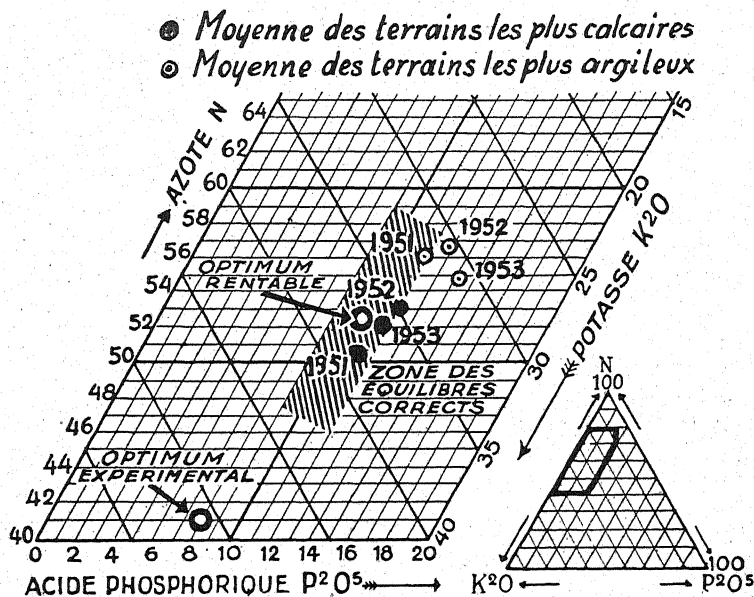 Moyenne des terrains les plus calcaires
Moyenne des terrains les plus argileux
AZOTE N
64
62
60
58
56
54
52
50
48
46
44
42
40
15
20
25
30
35
40
POTASSE K²O
1952
1951
1953
OPTIMUM
RENTABLE
1952
1953
1951
ZONE DES
ÉQUILIBRES
CORRECTS
OPTIMUM
EXPERIMENTAL
0 2 4 6 8 10 12 14 16 18 20
ACIDE PHOSPHORIQUE P²O⁵
N
100
100
K²O
P²O⁵